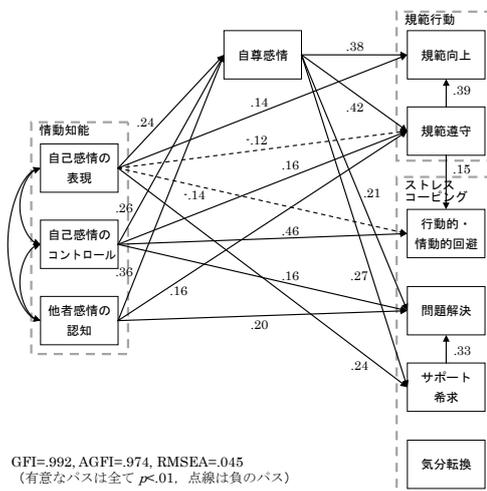 規範行動
自尊感情
.38
規範向上
.42
.39
.24
.14
規範遵守
情動知能
-.12
自己感情の
表現
.16
.15
ストレス
コーピング
-.14
.21
.26
行動的・
情動的回避
自己感情の
コントロール
.46
.36
.16
.27
.16
問題解決
他者感情の
認知
.20
.33
.24
サポート
希求
気分転換
GFI=.992, AGFI=.974, RMSEA=.045
（有意なパスは全て p<.01，点線は負のパス）